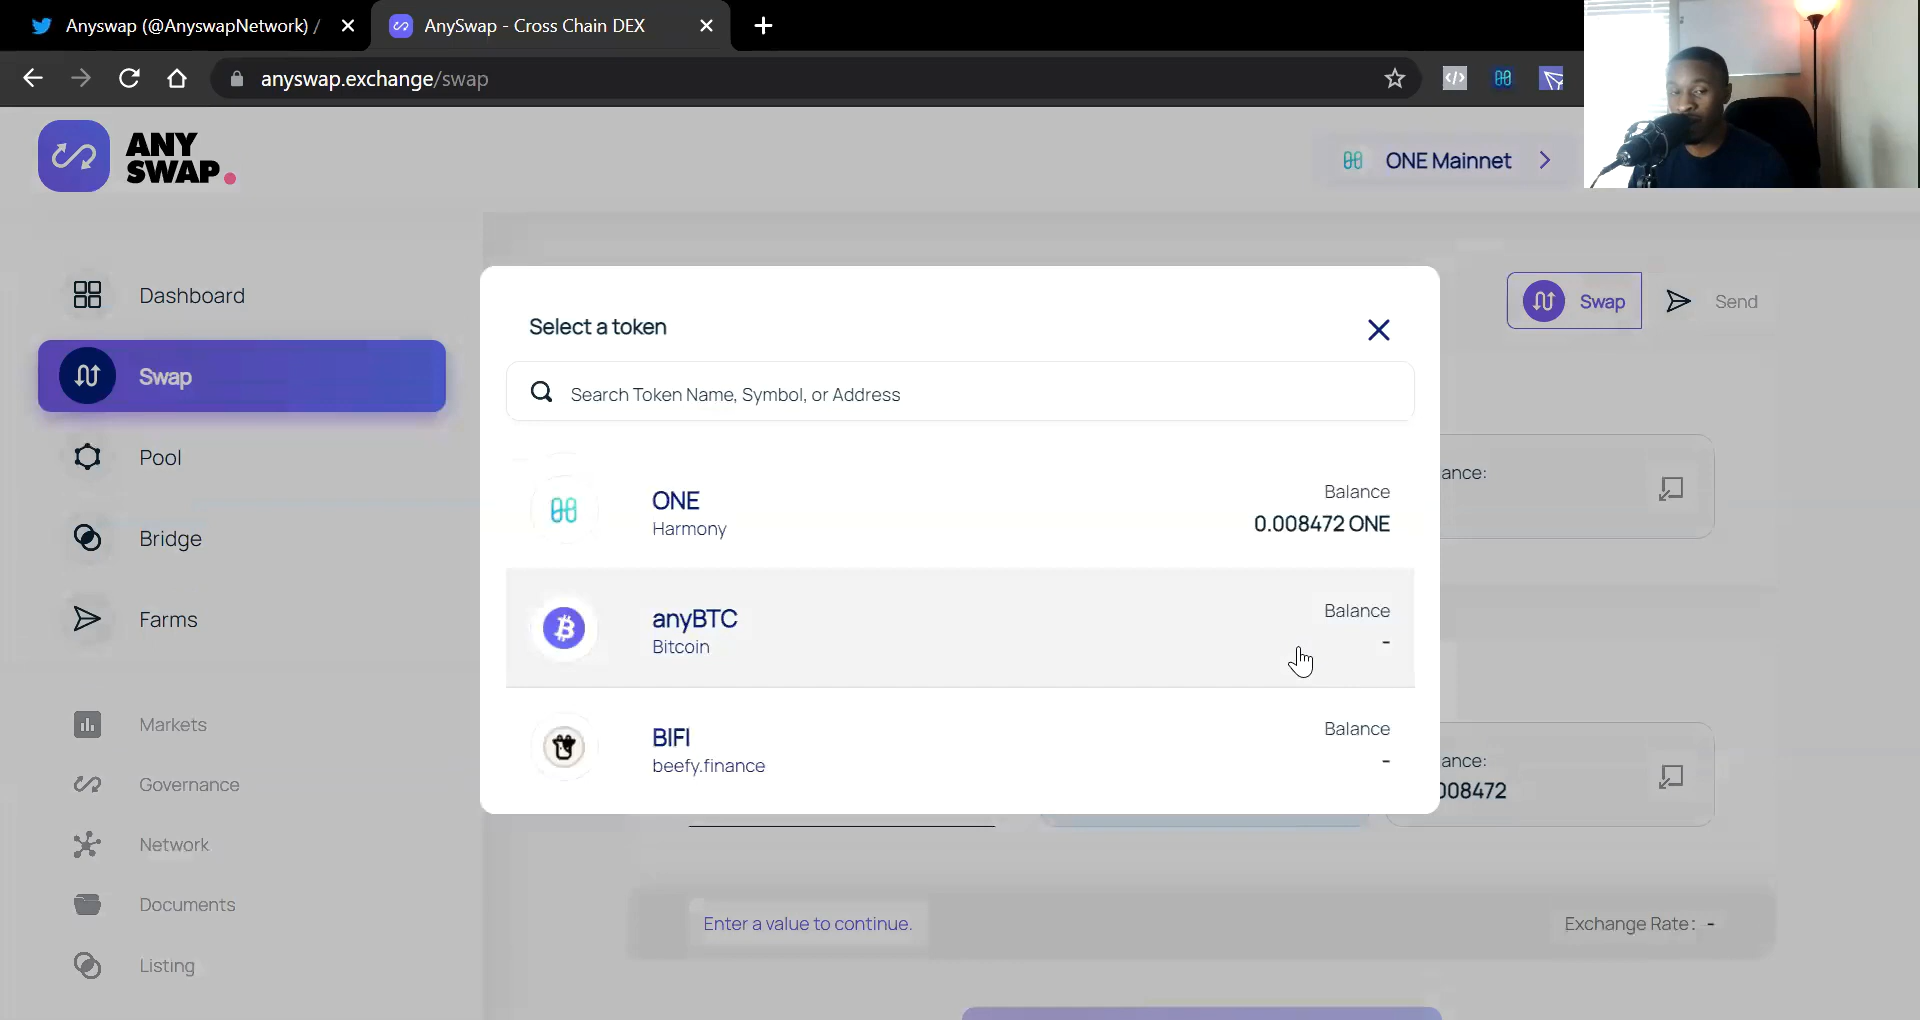 Anyswap (@AnyswapNetwork) /
AnySwap - Cross Chain DEX
anyswap.exchange/swap
ANY
SWAP.
ONE Mainnet
Dashboard
Swap
Pool
Bridge
Farms
Markets
Governance
Network
Documents
Listing
Swap
Send
Select a token
Search Token Name, Symbol, or Address
ONE
Harmony
Balance
0.008472 ONE
anyBTC
Bitcoin
Balance
-
BIFI
beefy.finance
Balance
-
ance:
ance:
008472
Enter a value to continue.
Exchange Rate: -